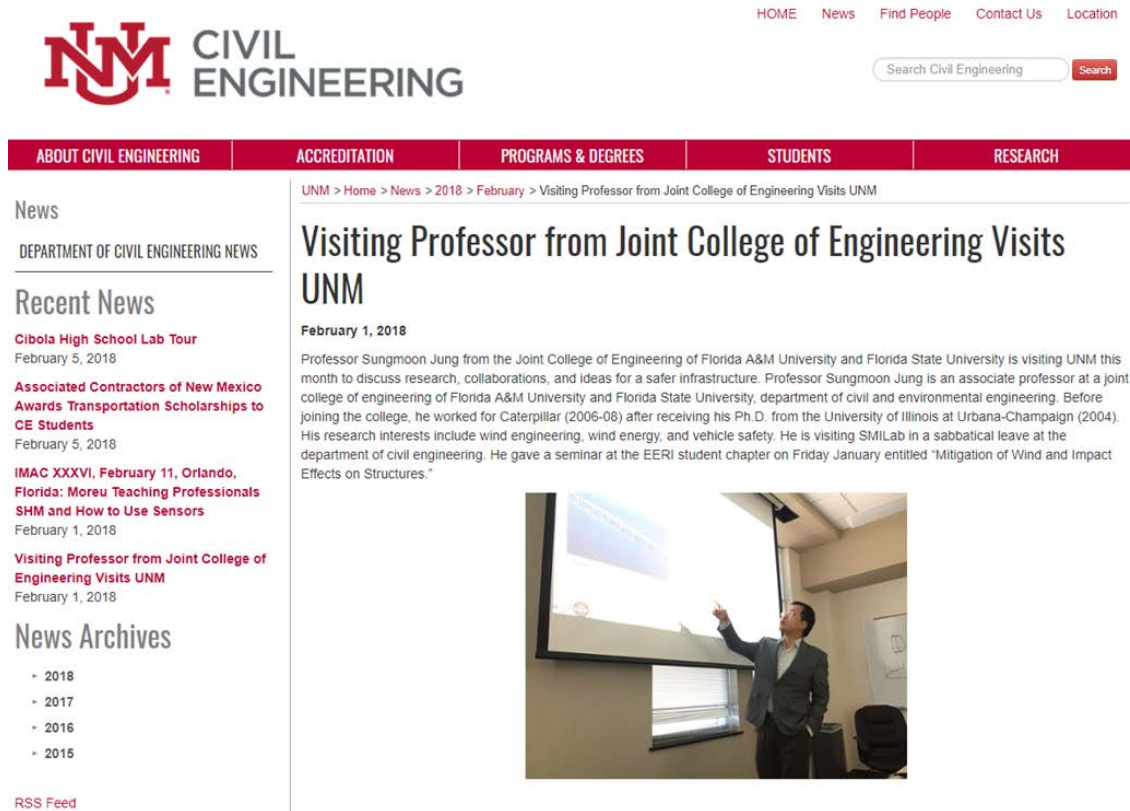 HOME News Find People Contact Us Location
UNM CIVIL
ENGINEERING
Search Civil Engineering Search
ABOUT CIVIL ENGINEERING ACCREDITATION PROGRAMS & DEGREES STUDENTS RESEARCH
News
DEPARTMENT OF CIVIL ENGINEERING NEWS
Recent News
Cibola High School Lab Tour
February 5, 2018
Associated Contractors of New Mexico
Awards Transportation Scholarships to
CE Students
February 5, 2018
IMAC XXXVI, February 11, Orlando,
Florida: Moreu Teaching Professionals
SHM and How to Use Sensors
February 1, 2018
Visiting Professor from Joint College of
Engineering Visits UNM
February 1, 2018
News Archives
2018
2017
2016
2015
RSS Feed
UNM > Home > News > 2018 > February > Visiting Professor from Joint College of Engineering Visits UNM
Visiting Professor from Joint College of Engineering Visits
UNM
February 1, 2018
Professor Sungmoon Jung from the Joint College of Engineering of Florida A&M University and Florida State University is visiting UNM this
month to discuss research, collaborations, and ideas for a safer infrastructure. Professor Sungmoon Jung is an associate professor at a joint
college of engineering of Florida A&M University and Florida State University, department of civil and environmental engineering. Before
joining the college, he worked for Caterpillar (2006-08) after receiving his Ph.D. from the University of Illinois at Urbana-Champaign (2004).
His research interests include wind engineering, wind energy, and vehicle safety. He is visiting SMILab in a sabbatical leave at the
department of civil engineering. He gave a seminar at the EERI student chapter on Friday January entitled “Mitigation of Wind and Impact
Effects on Structures.”